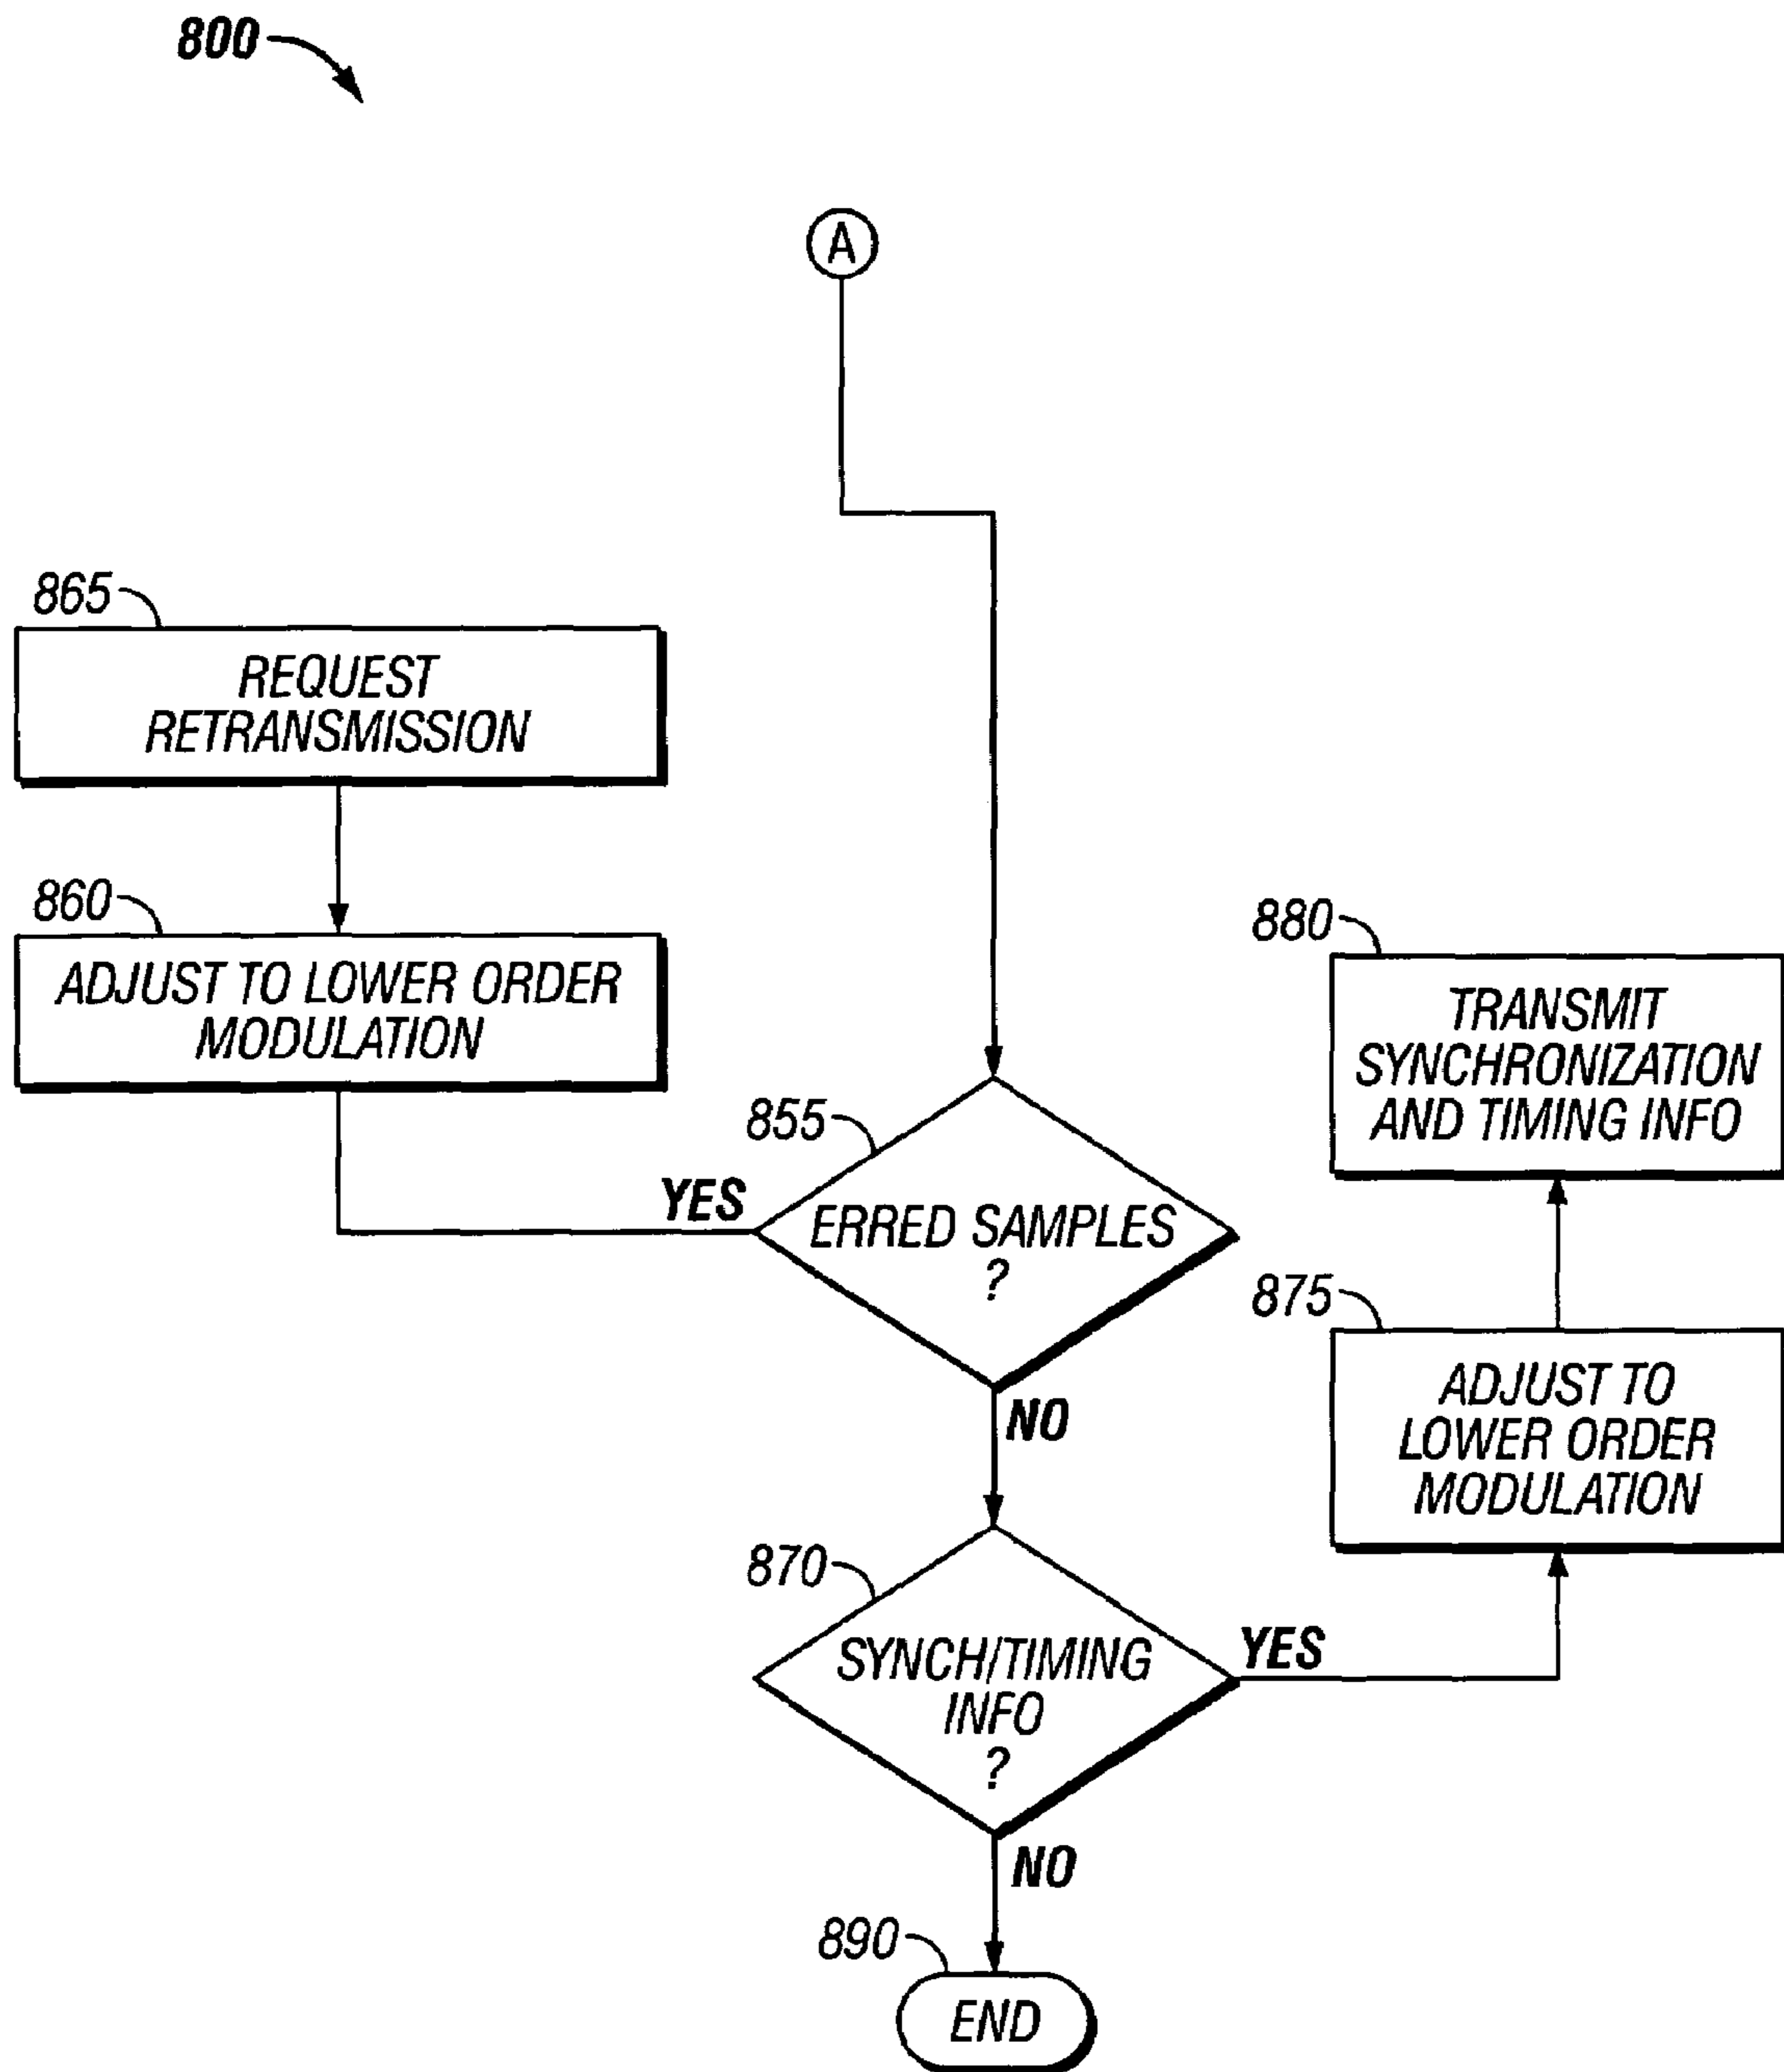 800
A
865
REQUEST
RETRANSMISSION
860
ADJUST TO LOWER ORDER
MODULATION
880
TRANSMIT
SYNCHRONIZATION
AND TIMING INFO
855
YES
ERRED SAMPLES
?
875
ADJUST TO
LOWER ORDER
MODULATION
NO
870
SYNCH/TIMING
INFO
?
YES
NO
890
END